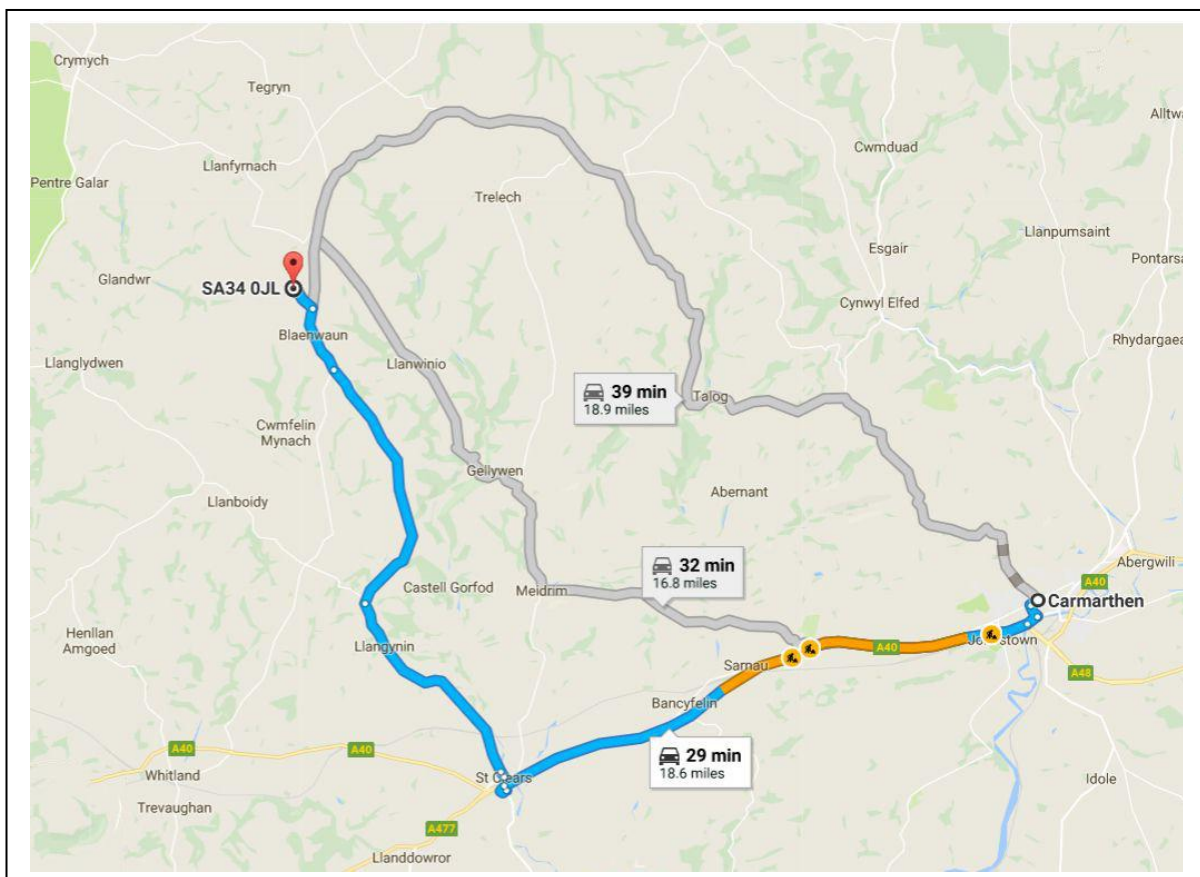 Crymych
Tegryn
Alltwa
Cwmduad
Llanfyrnach
Pentre Galar
Trelech
Llanpumsaint
Esgair
Pontarsa
Glandwr
SA34 0JL
Cynwyl Elfed
Blaenwaun
Rhydargaea
Llanglydwen
Llanwinio
39 min
18.9 miles
Talog
Cwmfelin
Mynach
Gellywen
Abernant
Llanboidy
32 min
16.8 miles
Abergwili
A40
Castell Gorfod
Meidrim
Carmarthen
Henllan
Amgoed
Llangynin
A40
Sarnau
A48
Bancyfelin
A40
A40
29 min
18.6 miles
Whitland
St Clears
Idole
Trevaughan
A477
Llanddowror